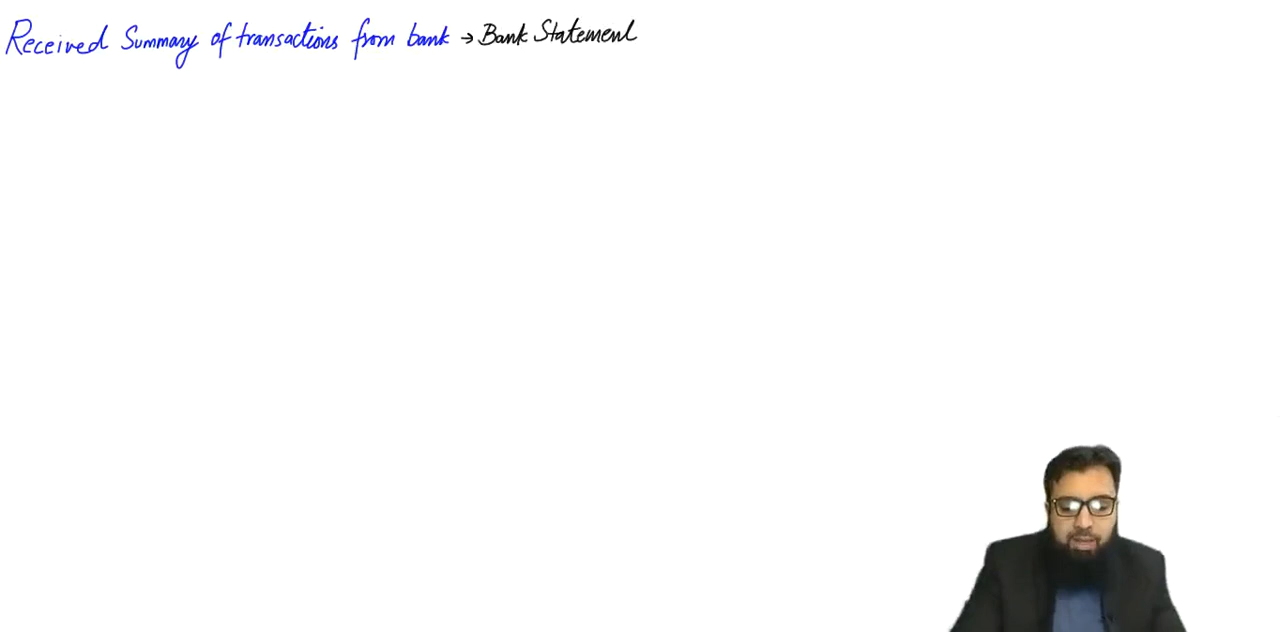 Received Summary of transactions from bank → Bank Statement